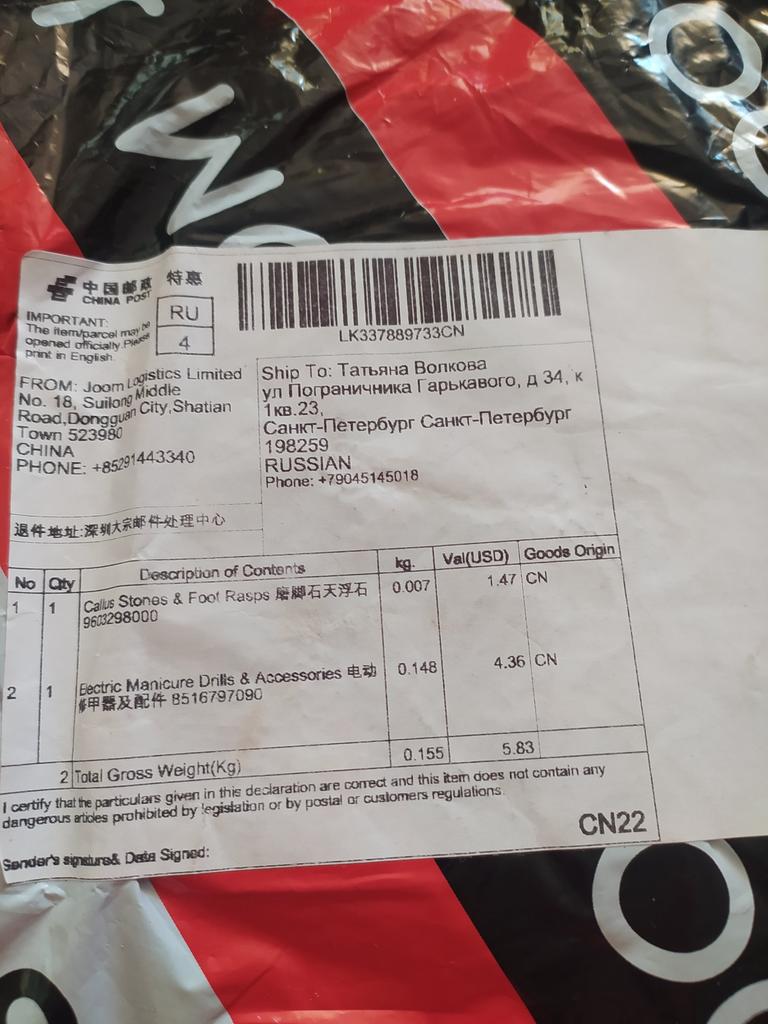 中国邮政
CHINA POST
特惠
IMPORTANT:
The item/parcel may be
opened officially. Please
print in English.
RU
4
LK337889733CN
FROM: Joom Logistics Limited
No. 18, Suilong Middle
Road,Dongguan City,Shatian
Town 523980
CHINA
PHONE: +85291443340
Ship To: Татьяна Волкова
ул Пограничника Гарькавого, д 34, к
1кв.23,
Санкт-Петербург Санкт-Петербург
198259
RUSSIAN
Phone: +79045145018
退件地址:深圳大宗邮件处理中心
No Qty Description of Contents kg. Val(USD) Goods Origin
1 1 Callus Stones & Foot Rasps 磨脚石天浮石 0.007 1.47 CN
9603298000
2 1 Electric Manicure Drills & Accessories 电动 0.148 4.36 CN
修甲器及配件 8516797090
2 Total Gross Weight(Kg) 0.155 5.83
I certify that the particulars given in this declaration are correct and this item does not contain any
dangerous articles prohibited by legislation or by postal or customers regulations.
Sender's signture& Data Signed:
CN22